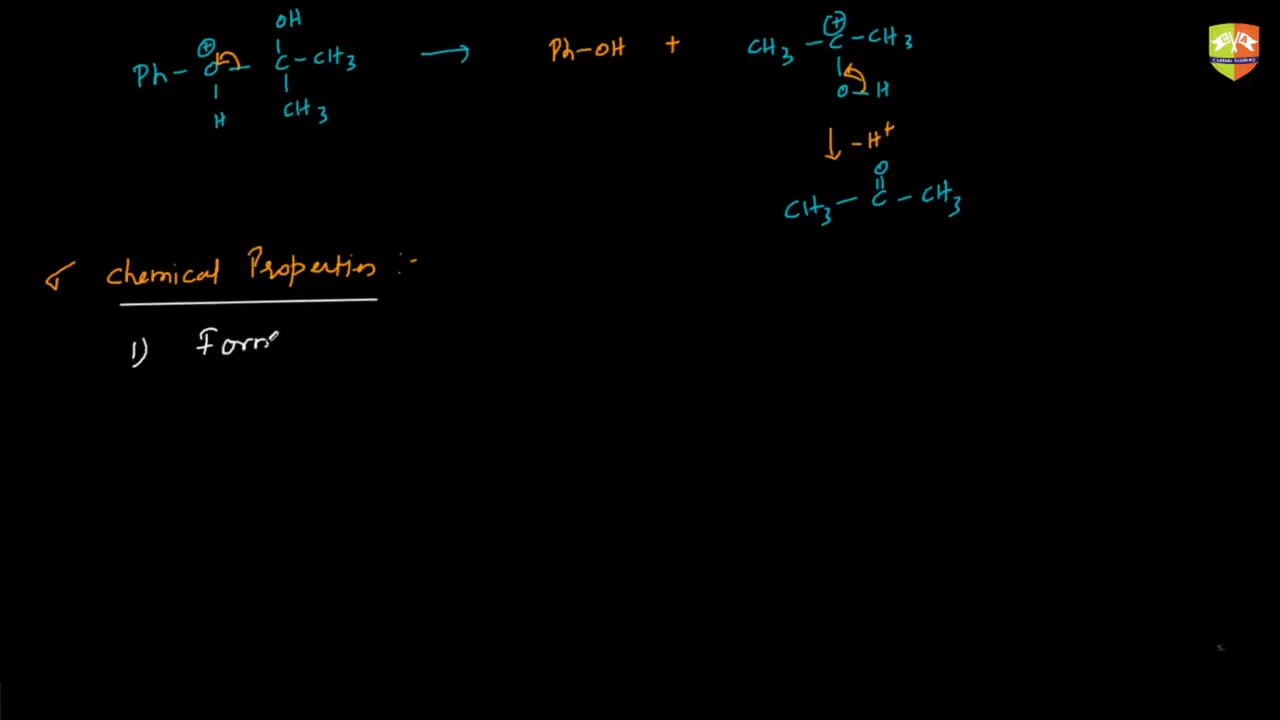 OH
Ph - O⊕ - C - CH3 ⟶ Ph-OH + CH3 - C⊕ - CH3
H CH3 O - H
↓ -H+
O
CH3 - C - CH3
Chemical Properties :-
1) Form